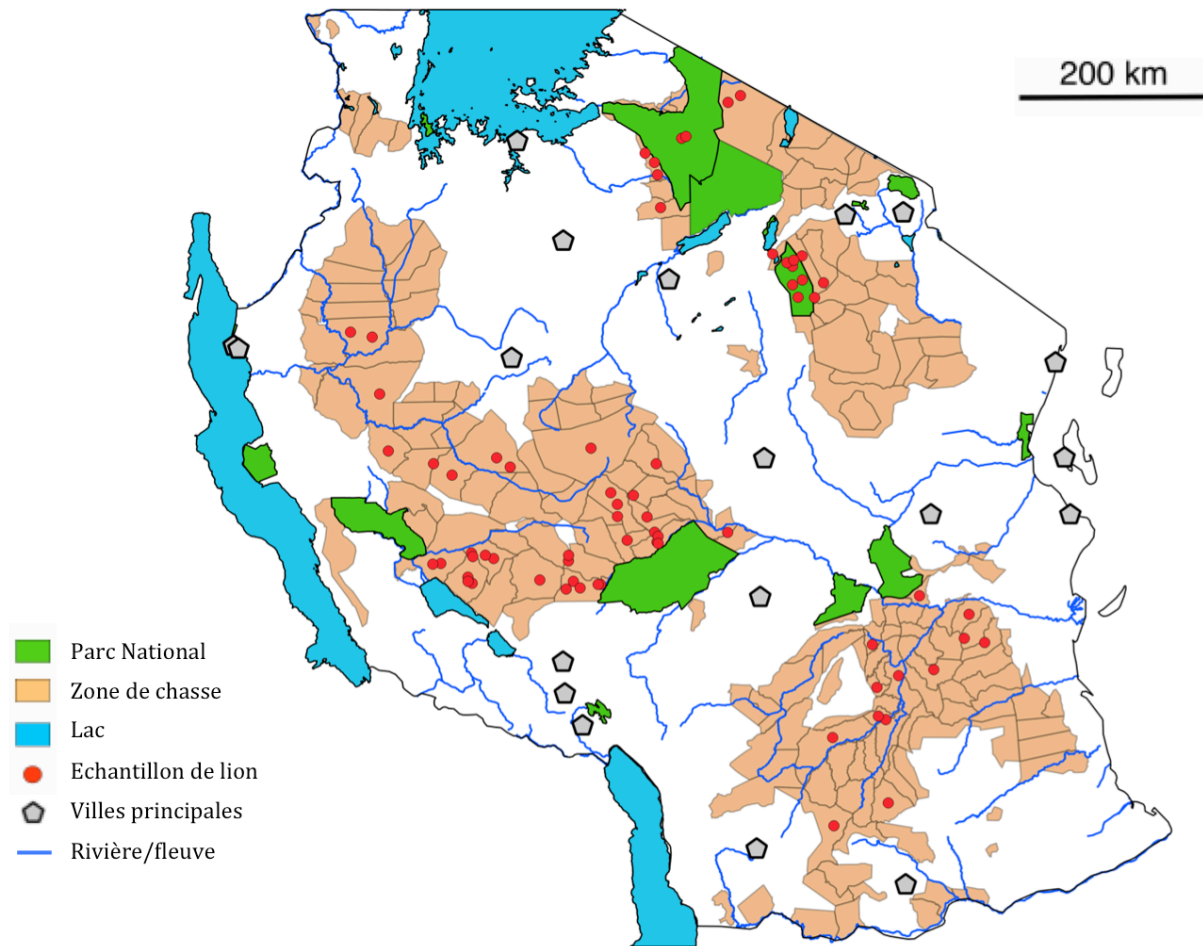 200 km
Parc National
Zone de chasse
Lac
Echantillon de lion
Villes principales
Rivière/fleuve